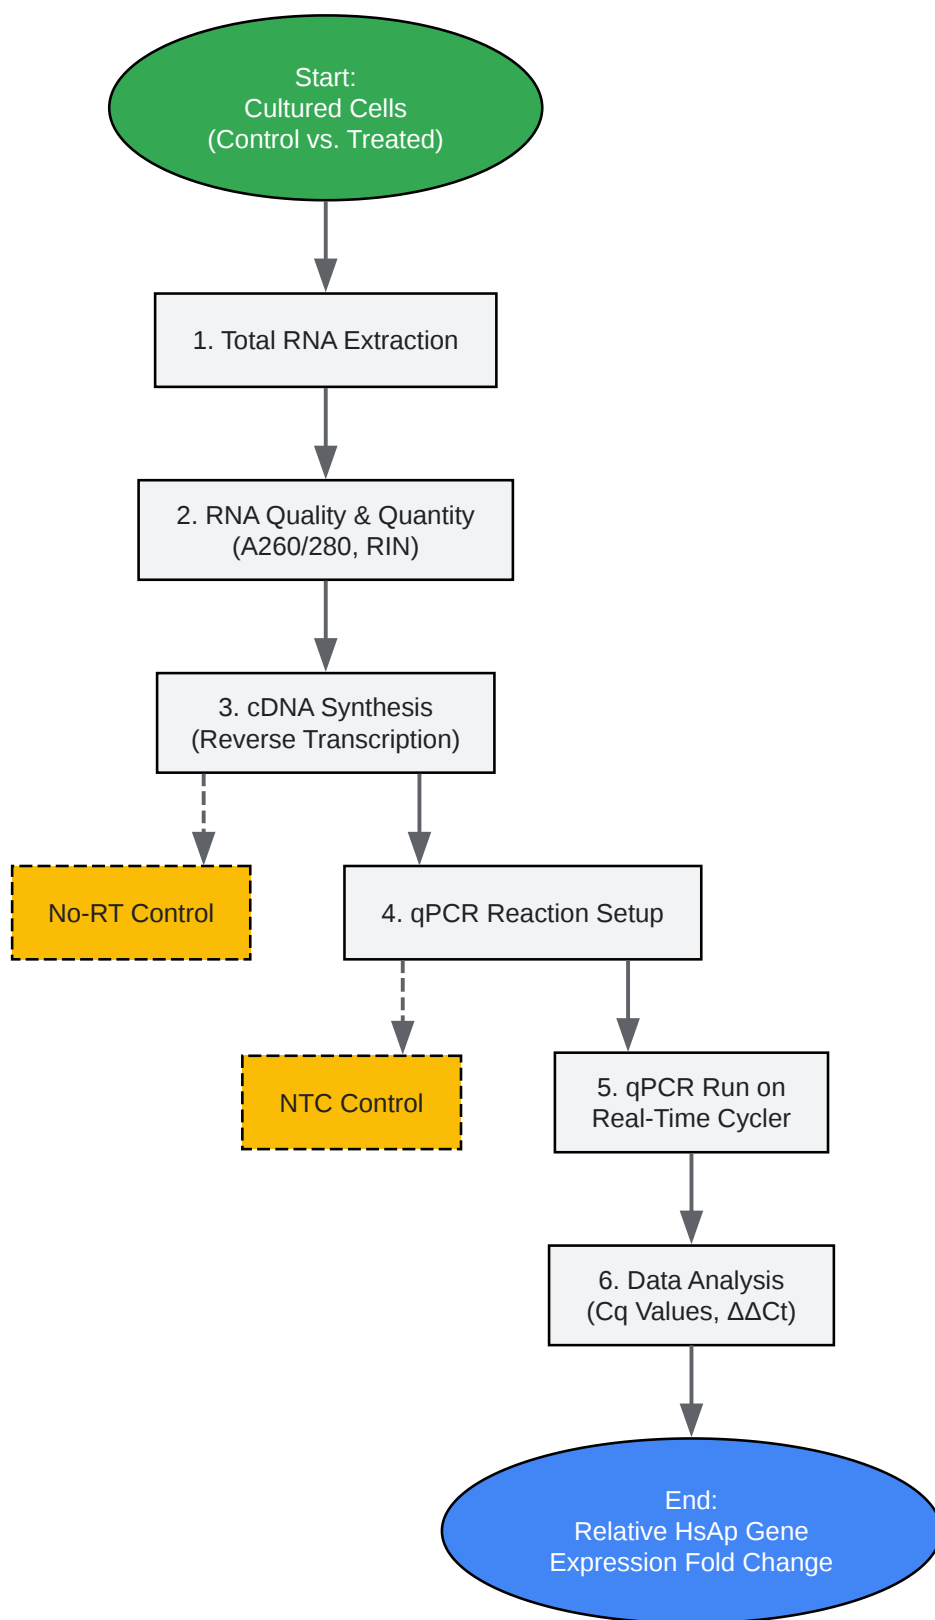 Start:
Cultured Cells
(Control vs. Treated)
1. Total RNA Extraction
2. RNA Quality & Quantity
(A260/280, RIN)
3. cDNA Synthesis
(Reverse Transcription)
No-RT Control
4. qPCR Reaction Setup
NTC Control
5. qPCR Run on
Real-Time Cycler
6. Data Analysis
(Cq Values, ΔΔCt)
End:
Relative HsAp Gene
Expression Fold Change